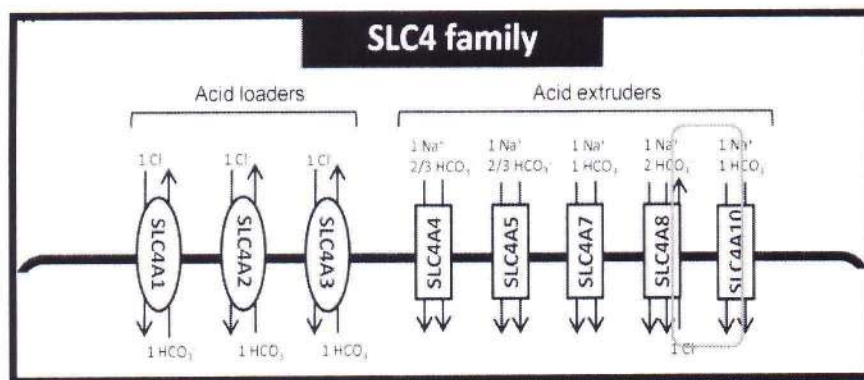 SLC4 family
Acid loaders
Acid extruders
1 Na⁺ 1 Na⁺ 1 Na⁺ 1 Na⁺ 1 Na⁺
1 Cl⁻ 1 Cl⁻ 1 Cl⁻ 2/3 HCO₃⁻ 2/3 HCO₃⁻ 1 HCO₃⁻ 2 HCO₃⁻ 1 HCO₃⁻
SLC4A1
SLC4A2
SLC4A3
SLC4A4
SLC4A5
SLC4A7
SLC4A8
SLC4A10
1 HCO₃⁻ 1 HCO₃⁻ 1 HCO₃⁻ 1 Cl⁻